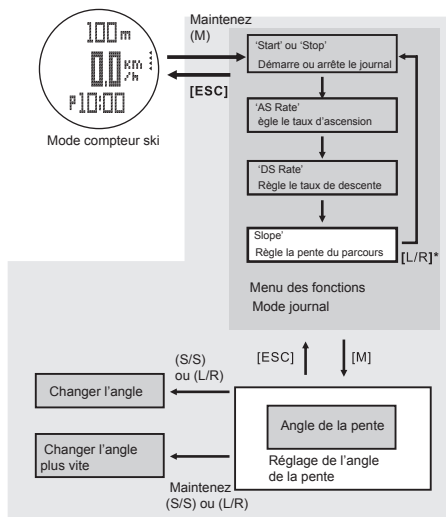 100 m
0.0 KM/h
P10:00
Mode compteur ski
Maintenez
(M)
[ESC]
'Start' ou 'Stop'
Démarre ou arrête le journal
'AS Rate'
ègle le taux d'ascension
'DS Rate'
Règle le taux de descente
Slope'
Règle la pente du parcours
[L/R]*
Menu des fonctions
Mode journal
[ESC]
[M]
(S/S)
ou (L/R)
Changer l'angle
Changer l'angle
plus vite
Maintenez
(S/S) ou (L/R)
Angle de la pente
Réglage de l'angle
de la pente